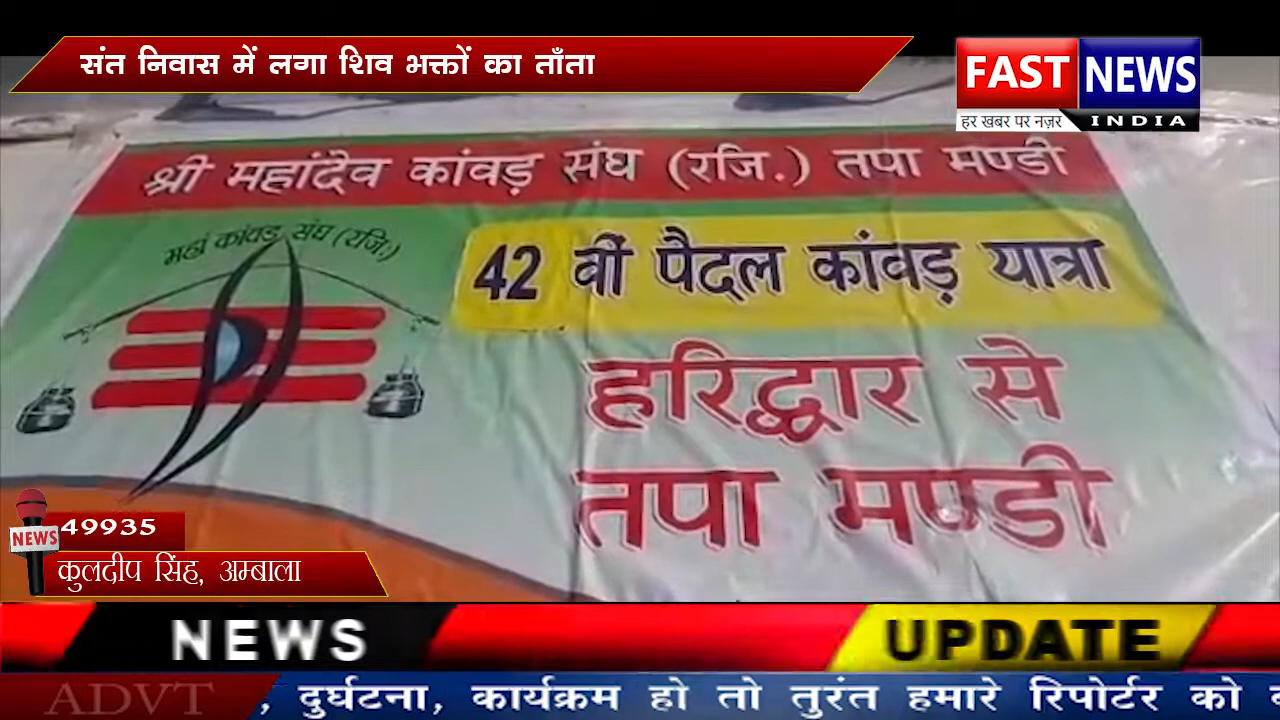 संत निवास में लगा शिव भक्तों का ताँता
FAST NEWS
हर खबर पर नज़र INDIA
श्री महांदेव कांवड़ संघ (रजि.) तपा मण्डी
महां कांवड़ संघ (रजि.)
42 वीं पैदल कांवड़ यात्रा
हरिद्वार से
तपा मण्डी
49935
NEWS
कुलदीप सिंह, अम्बाला
NEWS UPDATE
ADVT , दुर्घटना, कार्यक्रम हो तो तुरंत हमारे रिपोर्टर को